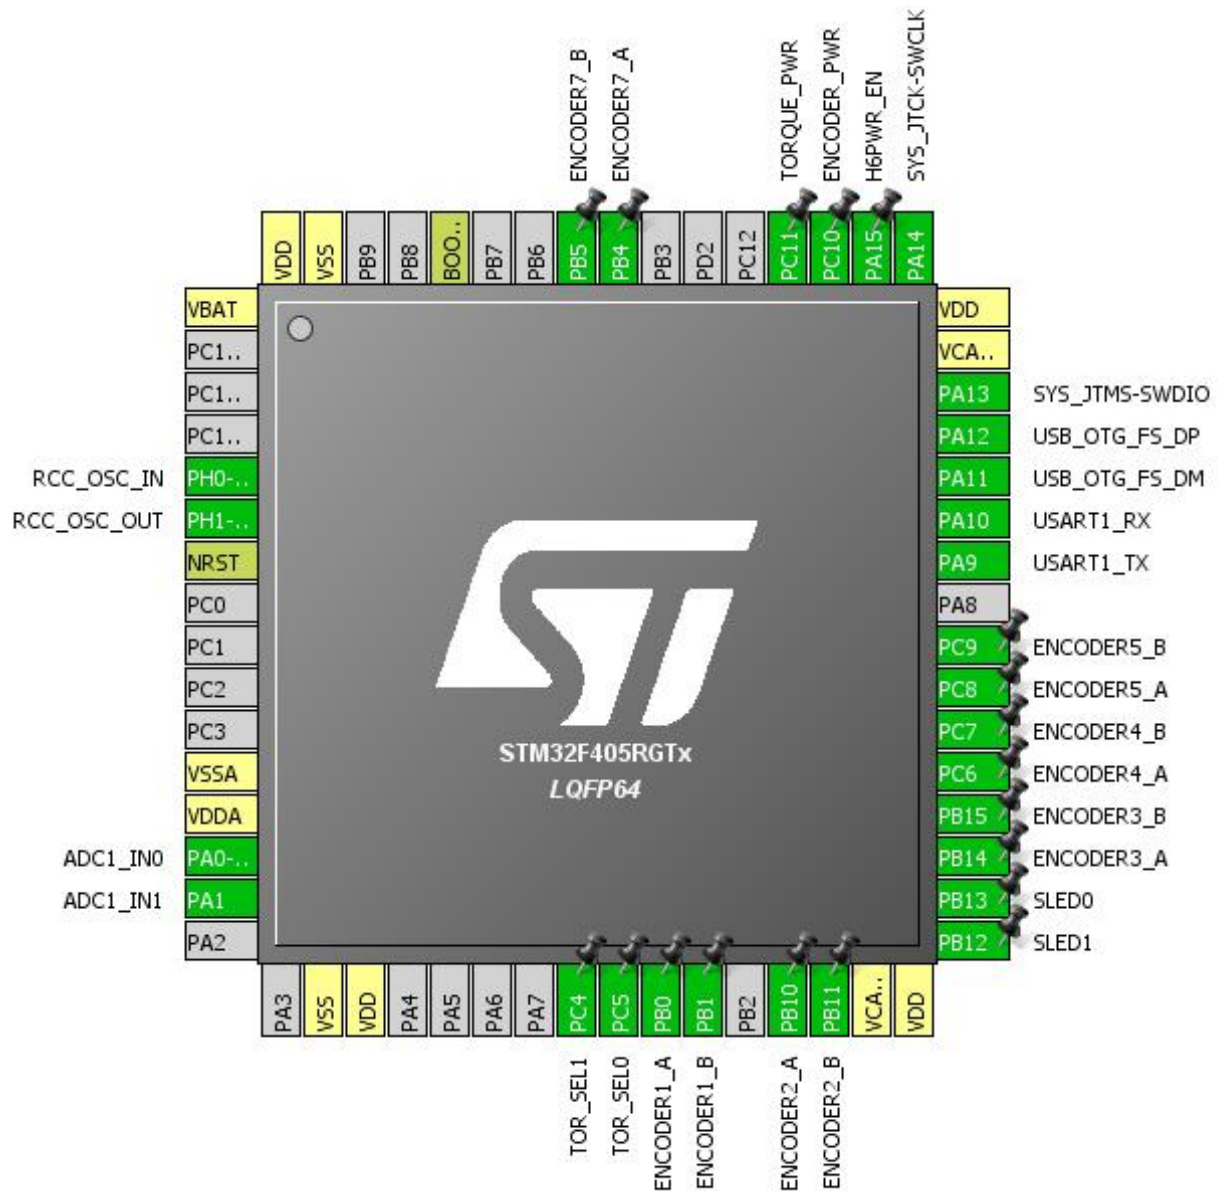 ENCODER7_B
ENCODER7_A
TORQUE_PWR
ENCODER_PWR
H6PWR_EN
SYS_JTCK-SWCLK
VDD
VSS
PB9
PB8
BOO..
PB7
PB6
PB5
PB4
PB3
PD2
PC12
PC11
PC10
PA15
PA14
VBAT
PC1..
PC1..
PC1..
RCC_OSC_IN PH0-..
RCC_OSC_OUT PH1-..
NRST
PC0
PC1
PC2
PC3
VSSA
VDDA
ADC1_IN0 PA0-..
ADC1_IN1 PA1
PA2
ST
STM32F405RGTx
LQFP64
VDD
VCA..
PA13 SYS_JTMS-SWDIO
PA12 USB_OTG_FS_DP
PA11 USB_OTG_FS_DM
PA10 USART1_RX
PA9 USART1_TX
PA8
PC9 ENCODER5_B
PC8 ENCODER5_A
PC7 ENCODER4_B
PC6 ENCODER4_A
PB15 ENCODER3_B
PB14 ENCODER3_A
PB13 SLED0
PB12 SLED1
PA3
VSS
VDD
PA4
PA5
PA6
PA7
PC4
PC5
PB0
PB1
PB2
PB10
PB11
VCA..
VDD
TOR_SEL1
TOR_SEL0
ENCODER1_A
ENCODER1_B
ENCODER2_A
ENCODER2_B